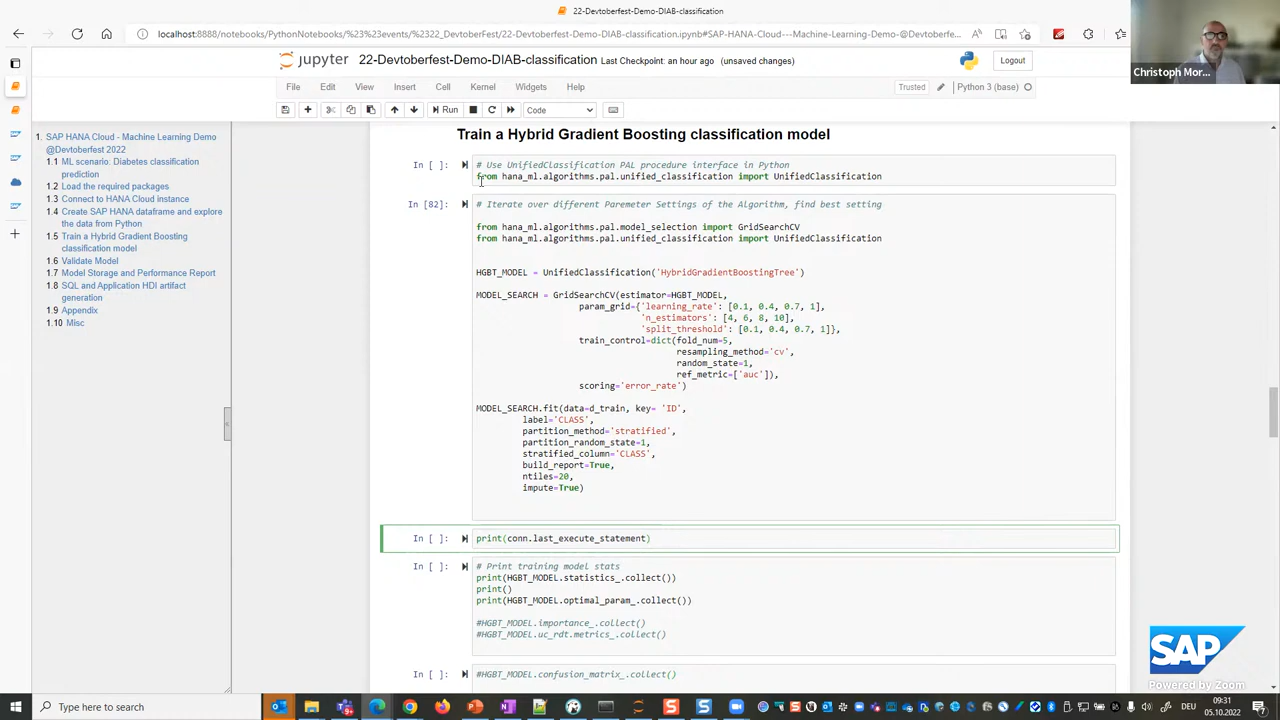 22-Devtoberfest-Demo-DIAB-classification
localhost:8888/notebooks/PythonNotebooks/%23%23events/%2322_DevtoberFest/22-Devtoberfest-Demo-DIAB-classification.ipynb#SAP-HANA-Cloud---Machine-Learning-Demo-@Devtoberfe...
Christoph Mor...
jupyter 22-Devtoberfest-Demo-DIAB-classification Last Checkpoint: an hour ago (unsaved changes)
Logout
File Edit View Insert Cell Kernel Widgets Help
Trusted Python 3 (base)
Run Code
1. SAP HANA Cloud - Machine Learning Demo
@Devtoberfest 2022
1.1 ML scenario: Diabetes classification
prediction
1.2 Load the required packages
1.3 Connect to HANA Cloud instance
1.4 Create SAP HANA dataframe and explore
the data from Python
1.5 Train a Hybrid Gradient Boosting
classification model
1.6 Validate Model
1.7 Model Storage and Performance Report
1.8 SQL and Application HDI artifact
generation
1.9 Appendix
1.10 Misc
Train a Hybrid Gradient Boosting classification model
In [ ]:
# Use UnifiedClassification PAL procedure interface in Python
from hana_ml.algorithms.pal.unified_classification import UnifiedClassification
In [82]:
# Iterate over different Paremeter Settings of the Algorithm, find best setting
from hana_ml.algorithms.pal.model_selection import GridSearchCV
from hana_ml.algorithms.pal.unified_classification import UnifiedClassification
HGBT_MODEL = UnifiedClassification('HybridGradientBoostingTree')
MODEL_SEARCH = GridSearchCV(estimator=HGBT_MODEL,
param_grid={'learning_rate': [0.1, 0.4, 0.7, 1],
'n_estimators': [4, 6, 8, 10],
'split_threshold': [0.1, 0.4, 0.7, 1]},
train_control=dict(fold_num=5,
resampling_method='cv',
random_state=1,
ref_metric=['auc']),
scoring='error_rate')
MODEL_SEARCH.fit(data=d_train, key= 'ID',
label='CLASS',
partition_method='stratified',
partition_random_state=1,
stratified_column='CLASS',
build_report=True,
ntiles=20,
impute=True)
In [ ]:
print(conn.last_execute_statement)
In [ ]:
# Print training model stats
print(HGBT_MODEL.statistics_.collect())
print()
print(HGBT_MODEL.optimal_param_.collect())
#HGBT_MODEL.importance_.collect()
#HGBT_MODEL.uc_rdt.metrics_.collect()
In [ ]:
#HGBT_MODEL.confusion_matrix_.collect()
SAP
Powered by Zoom
Type here to search
09:31
05.10.2022